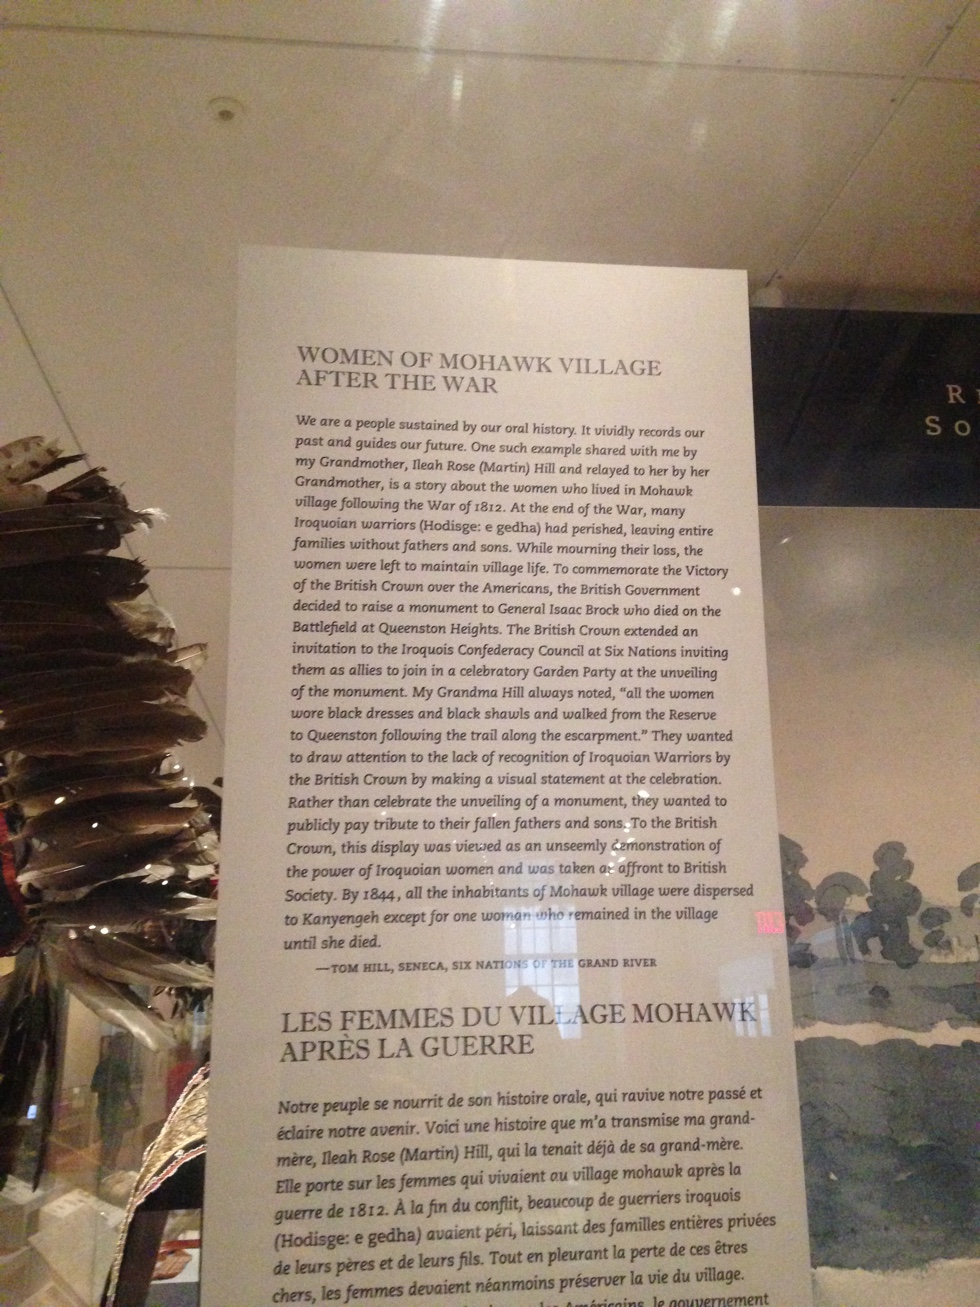 WOMEN OF MOHAWK VILLAGE
AFTER THE WAR
We are a people sustained by our oral history. It vividly records our
past and guides our future. One such example shared with me by
my Grandmother, Ileah Rose (Martin) Hill and relayed to her by her
Grandmother, is a story about the women who lived in Mohawk
village following the War of 1812. At the end of the War, many
Iroquoian warriors (Hodisge: e gedha) had perished, leaving entire
families without fathers and sons. While mourning their loss, the
women were left to maintain village life. To commemorate the Victory
of the British Crown over the Americans, the British Government
decided to raise a monument to General Isaac Brock who died on the
Battlefield at Queenston Heights. The British Crown extended an
invitation to the Iroquois Confederacy Council at Six Nations inviting
them as allies to join in a celebratory Garden Party at the unveiling
of the monument. My Grandma Hill always noted, “all the women
wore black dresses and black shawls and walked from the Reserve
to Queenston following the trail along the escarpment.” They wanted
to draw attention to the lack of recognition of Iroquoian Warriors by
the British Crown by making a visual statement at the celebration.
Rather than celebrate the unveiling of a monument, they wanted to
publicly pay tribute to their fallen fathers and sons. To the British
Crown, this display was viewed as an unseemly demonstration of
the power of Iroquoian women and was taken as affront to British
Society. By 1844, all the inhabitants of Mohawk village were dispersed
to Kanyengeh except for one woman who remained in the village
until she died.
—TOM HILL, SENECA, SIX NATIONS OF THE GRAND RIVER
LES FEMMES DU VILLAGE MOHAWK
APRÈS LA GUERRE
Notre peuple se nourrit de son histoire orale, qui ravive notre passé et
éclaire notre avenir. Voici une histoire que m’a transmise ma grand-
mère, Ileah Rose (Martin) Hill, qui la tenait déjà de sa grand-mère.
Elle porte sur les femmes qui vivaient au village mohawk après la
guerre de 1812. À la fin du conflit, beaucoup de guerriers iroquois
(Hodisge: e gedha) avaient péri, laissant des familles entières privées
de leurs pères et de leurs fils. Tout en pleurant la perte de ces êtres
chers, les femmes devaient néanmoins préserver la vie du village.
Américains, le gouvernement
R
So